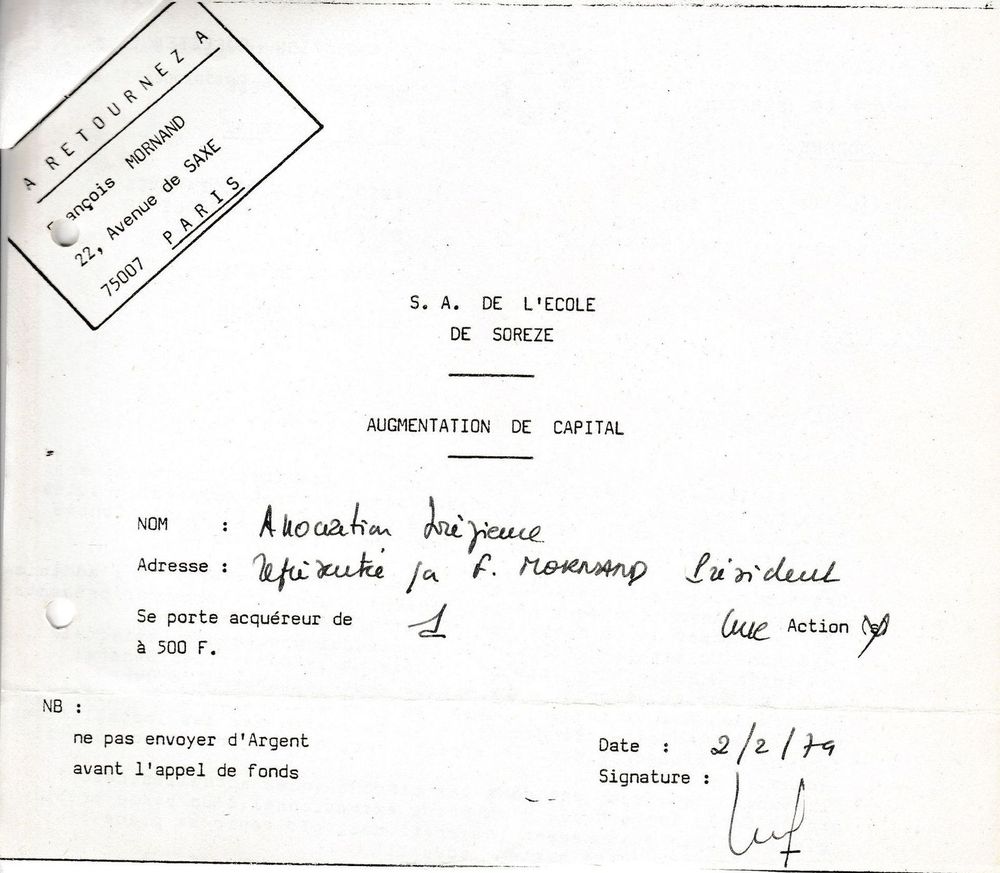 A RETOURNEZ A
François MORNAND
22, Avenue de SAXE
75007 PARIS
S. A. DE L'ECOLE
DE SOREZE
AUGMENTATION DE CAPITAL
NOM : Association Sorézienne
Adresse : représentée par F. MORNAND Président
Se porte acquéreur de 1 une Action (s)
à 500 F.
NB :
ne pas envoyer d'Argent
avant l'appel de fonds
Date : 2/2/79
Signature :